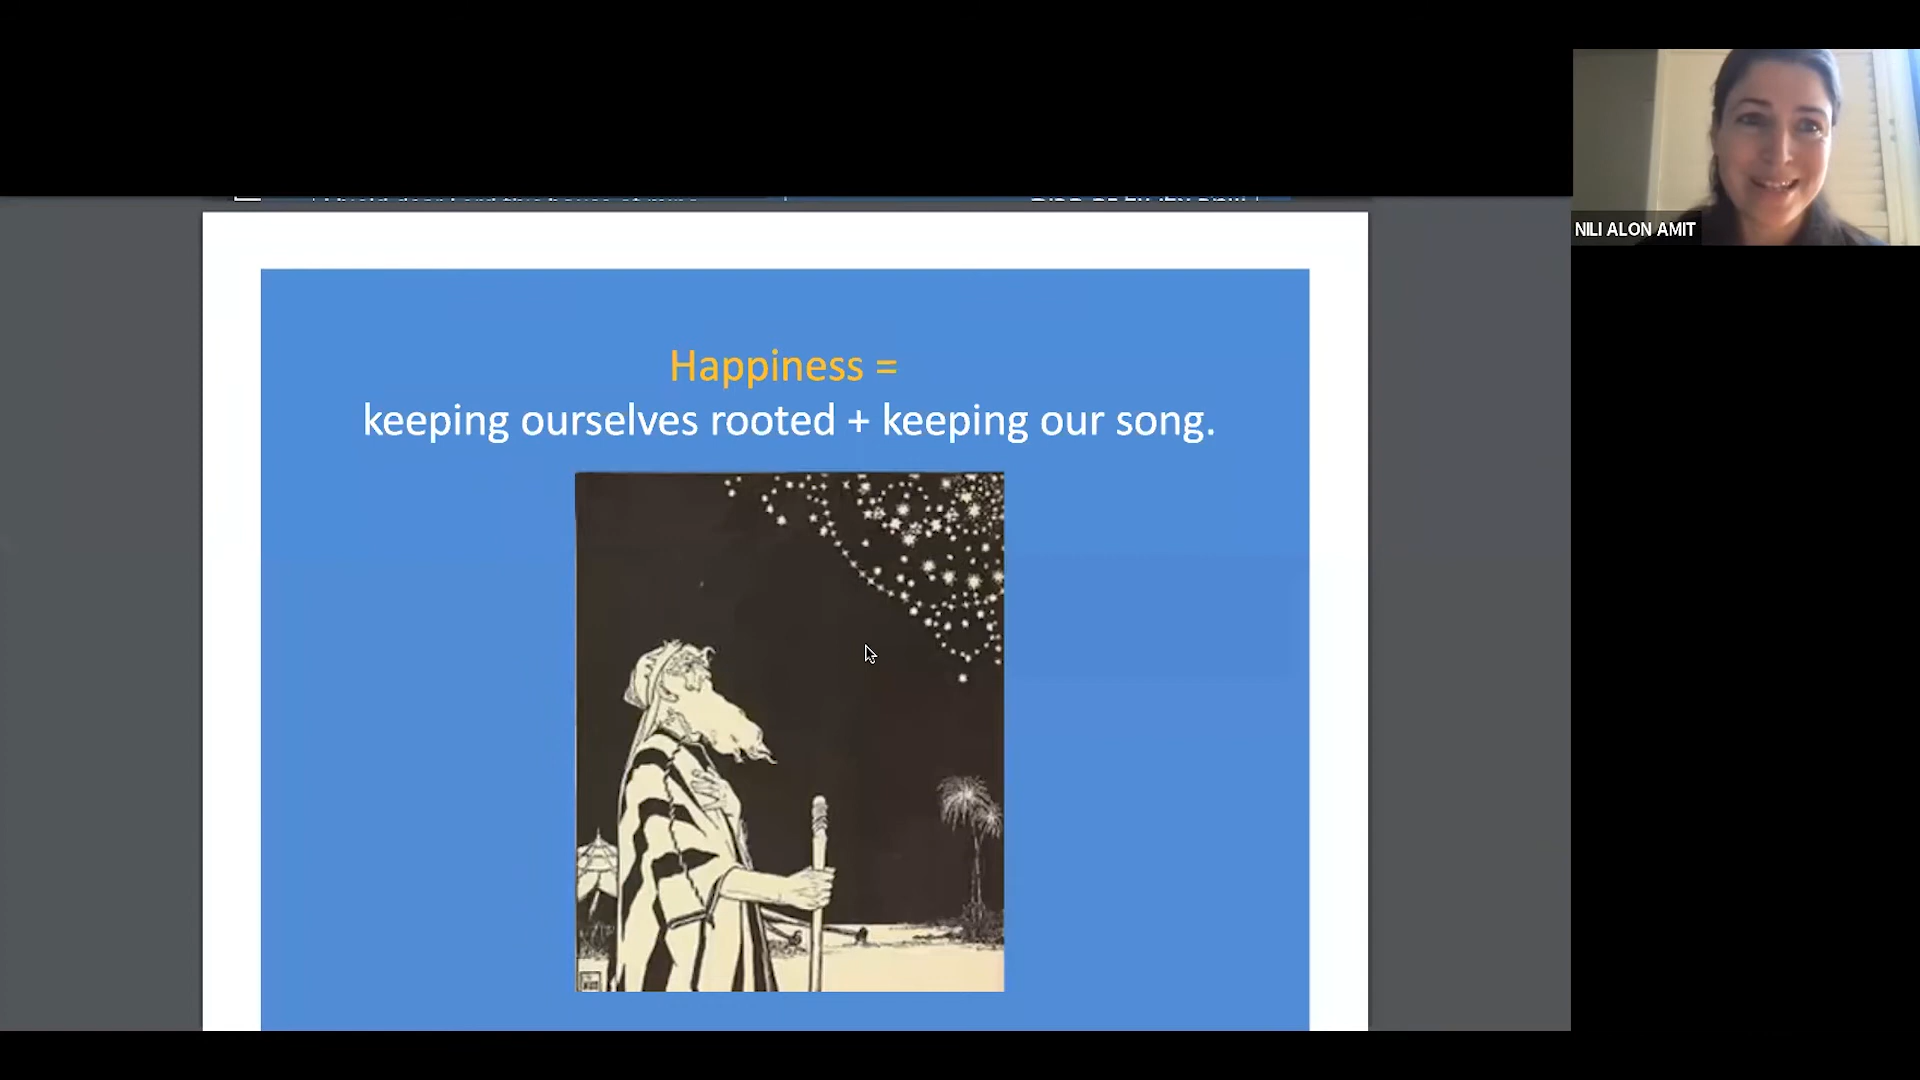 NILI ALON AMIT
Happiness =
keeping ourselves rooted + keeping our song.